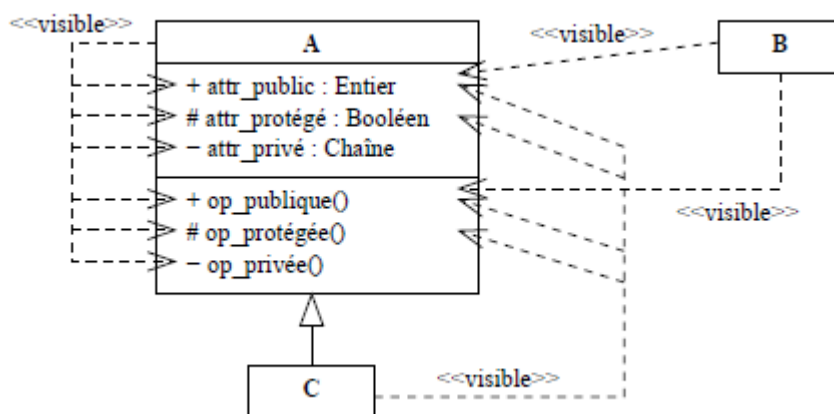 <<visible>>
A
<<visible>>
B
+ attr_public : Entier
# attr_protégé : Booléen
− attr_privé : Chaîne
+ op_publique()
<<visible>>
# op_protégée()
− op_privée()
C
<<visible>>